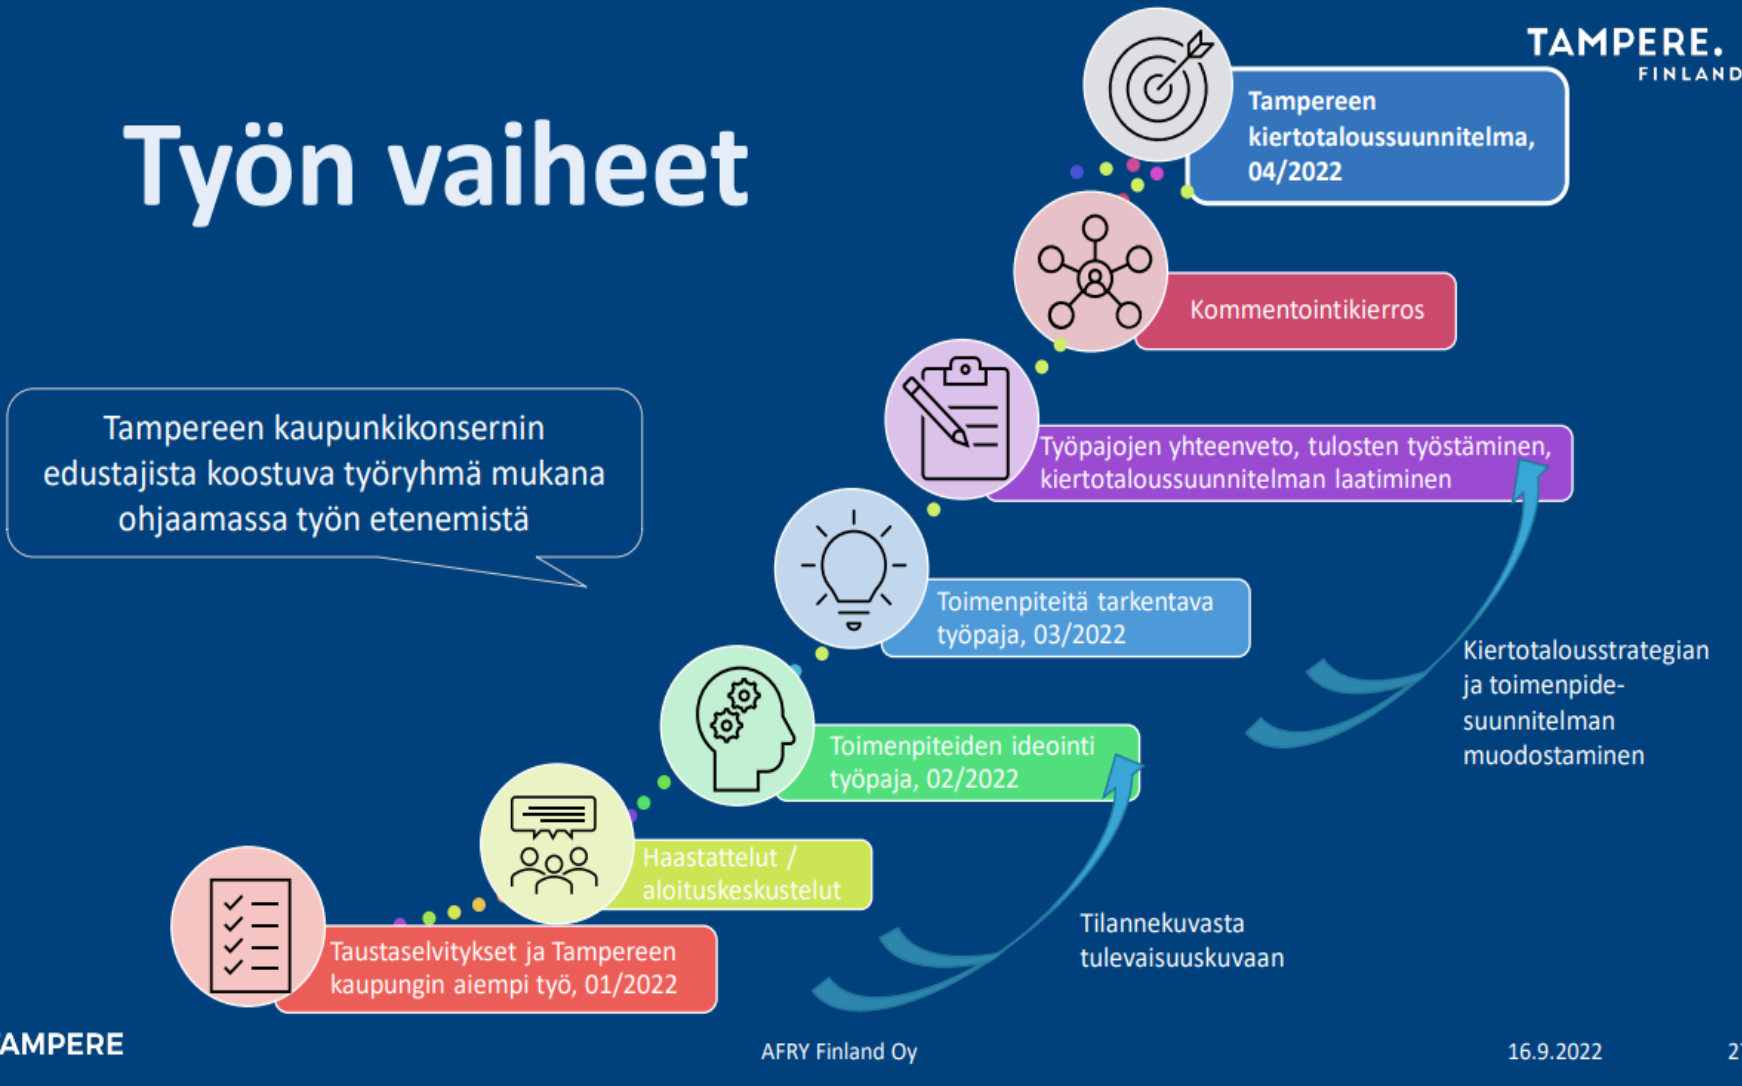 TAMPERE.
FINLAND
Työn vaiheet
Tampereen
kiertotaloussuunnitelma,
04/2022
Kommentointikierros
Työpajojen yhteenveto, tulosten työstäminen,
kiertotaloussuunnitelman laatiminen
Tampereen kaupunkikonsernin
edustajista koostuva työryhmä mukana
ohjaamassa työn etenemistä
Toimenpiteitä tarkentava
työpaja, 03/2022
Kiertotalousstrategian
ja toimenpide-
suunnitelman
muodostaminen
Toimenpiteiden ideointi
työpaja, 02/2022
Haastattelut /
aloituskeskustelut
Tilannekuvasta
tulevaisuuskuvaan
Taustaselvitykset ja Tampereen
kaupungin aiempi työ, 01/2022
AMPERE
AFRY Finland Oy
16.9.2022